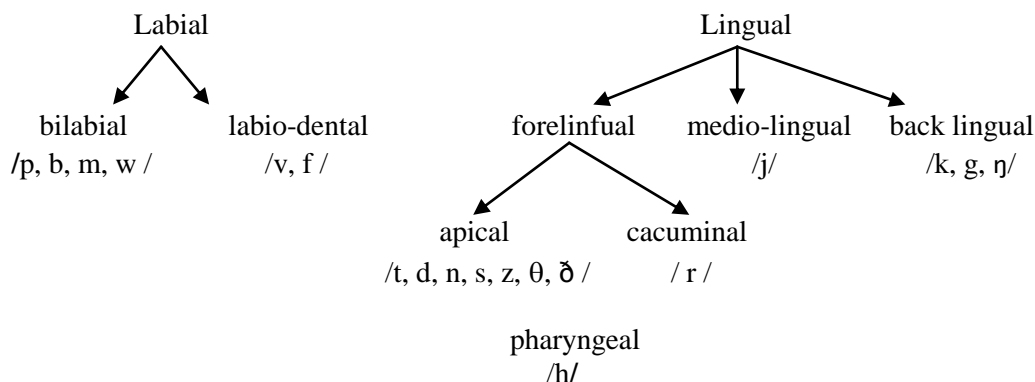 Labial Lingual
bilabial labio-dental forelinfual medio-lingual back lingual
/p, b, m, w / /v, f / /j/ /k, g, ŋ/
apical cacuminal
/t, d, n, s, z, θ, ð / / r /
pharyngeal
/h/